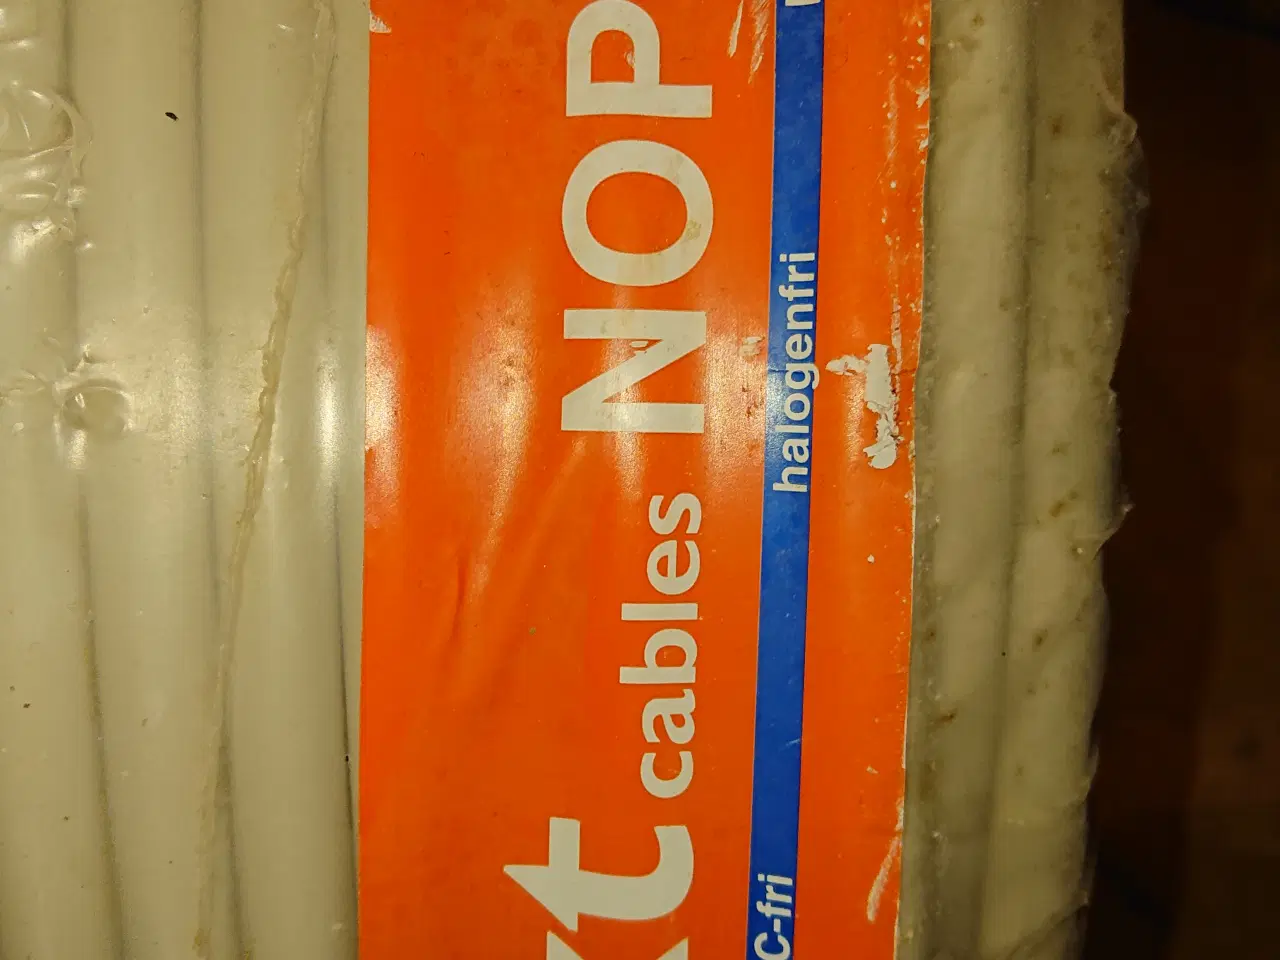 t cables NOP
C-fri halogenfri